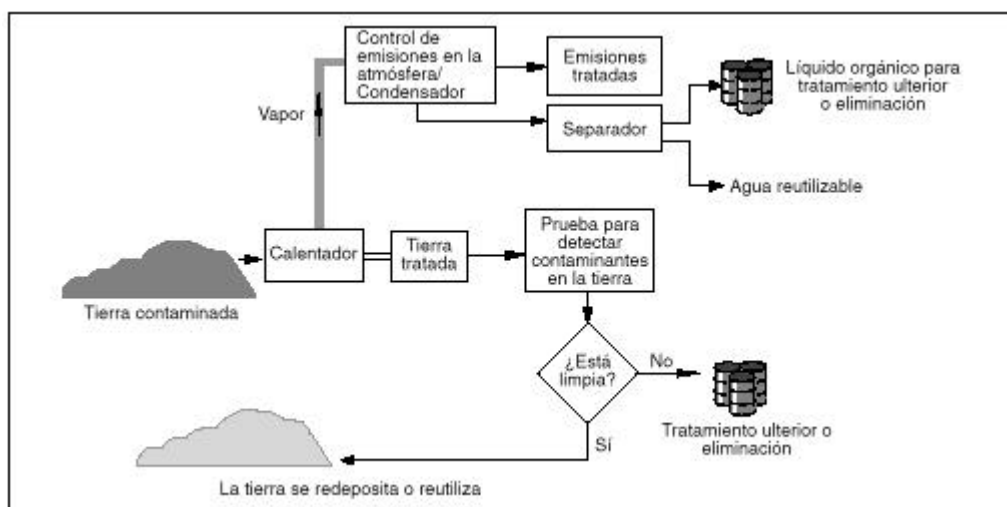 Control de
emisiones en la
atmósfera/
Condensador
Emisiones
tratadas
Líquido orgánico para
tratamiento ulterior
o eliminación
Vapor
Separador
Agua reutilizable
Calentador
Tierra
tratada
Prueba para
detectar
contaminantes
en la tierra
Tierra contaminada
¿Está
limpia?
No
Sí
Tratamiento ulterior o
eliminación
La tierra se redeposita o reutiliza